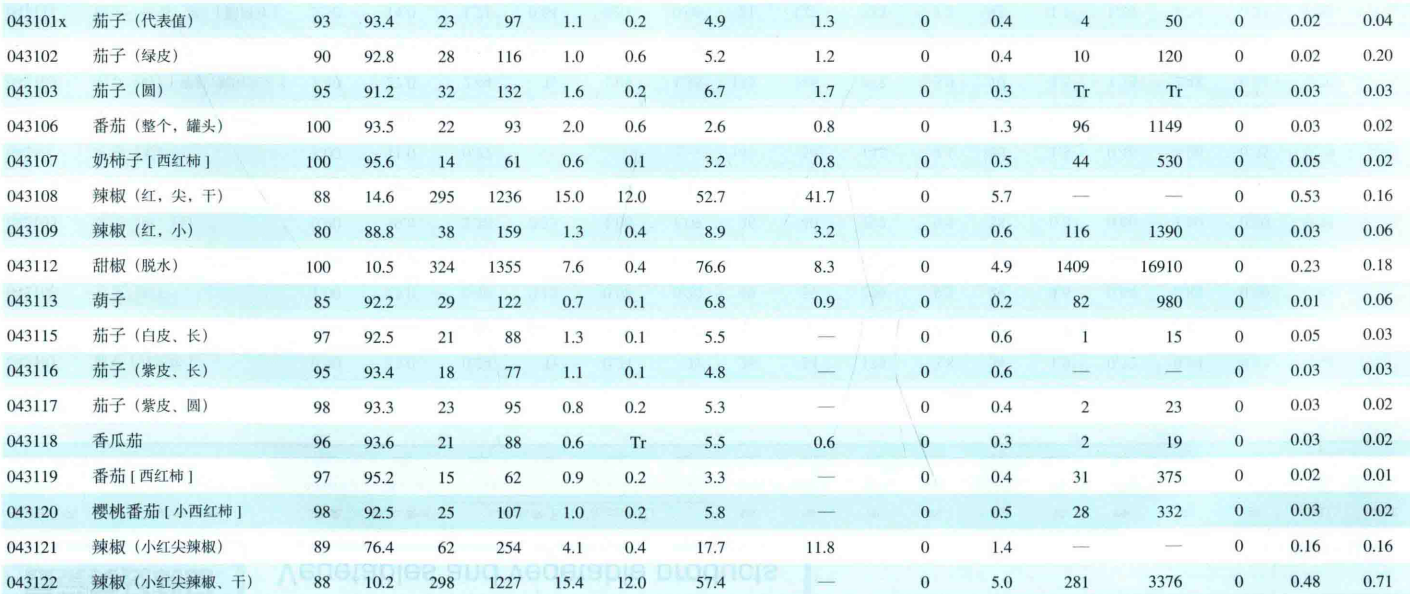 043101x 茄子（代表值） 93 93.4 23 97 1.1 0.2 4.9 1.3 0 0.4 4 50 0 0.02 0.04
043102 茄子（绿皮） 90 92.8 28 116 1.0 0.6 5.2 1.2 0 0.4 10 120 0 0.02 0.20
043103 茄子（圆） 95 91.2 32 132 1.6 0.2 6.7 1.7 0 0.3 Tr Tr 0 0.03 0.03
043106 番茄（整个，罐头） 100 93.5 22 93 2.0 0.6 2.6 0.8 0 1.3 96 1149 0 0.03 0.02
043107 奶柿子［西红柿］ 100 95.6 14 61 0.6 0.1 3.2 0.8 0 0.5 44 530 0 0.05 0.02
043108 辣椒（红，尖，干） 88 14.6 295 1236 15.0 12.0 52.7 41.7 0 5.7 — — 0 0.53 0.16
043109 辣椒（红，小） 80 88.8 38 159 1.3 0.4 8.9 3.2 0 0.6 116 1390 0 0.03 0.06
043112 甜椒（脱水） 100 10.5 324 1355 7.6 0.4 76.6 8.3 0 4.9 1409 16910 0 0.23 0.18
043113 葫子 85 92.2 29 122 0.7 0.1 6.8 0.9 0 0.2 82 980 0 0.01 0.06
043115 茄子（白皮、长） 97 92.5 21 88 1.3 0.1 5.5 — 0 0.6 1 15 0 0.05 0.03
043116 茄子（紫皮、长） 95 93.4 18 77 1.1 0.1 4.8 — 0 0.6 — — 0 0.03 0.03
043117 茄子（紫皮、圆） 98 93.3 23 95 0.8 0.2 5.3 — 0 0.4 2 23 0 0.03 0.02
043118 香瓜茄 96 93.6 21 88 0.6 Tr 5.5 0.6 0 0.3 2 19 0 0.03 0.02
043119 番茄［西红柿］ 97 95.2 15 62 0.9 0.2 3.3 — 0 0.4 31 375 0 0.02 0.01
043120 樱桃番茄［小西红柿］ 98 92.5 25 107 1.0 0.2 5.8 — 0 0.5 28 332 0 0.03 0.02
043121 辣椒（小红尖辣椒） 89 76.4 62 254 4.1 0.4 17.7 11.8 0 1.4 — — 0 0.16 0.16
043122 辣椒（小红尖辣椒、干） 88 10.2 298 1227 15.4 12.0 57.4 — 0 5.0 281 3376 0 0.48 0.71